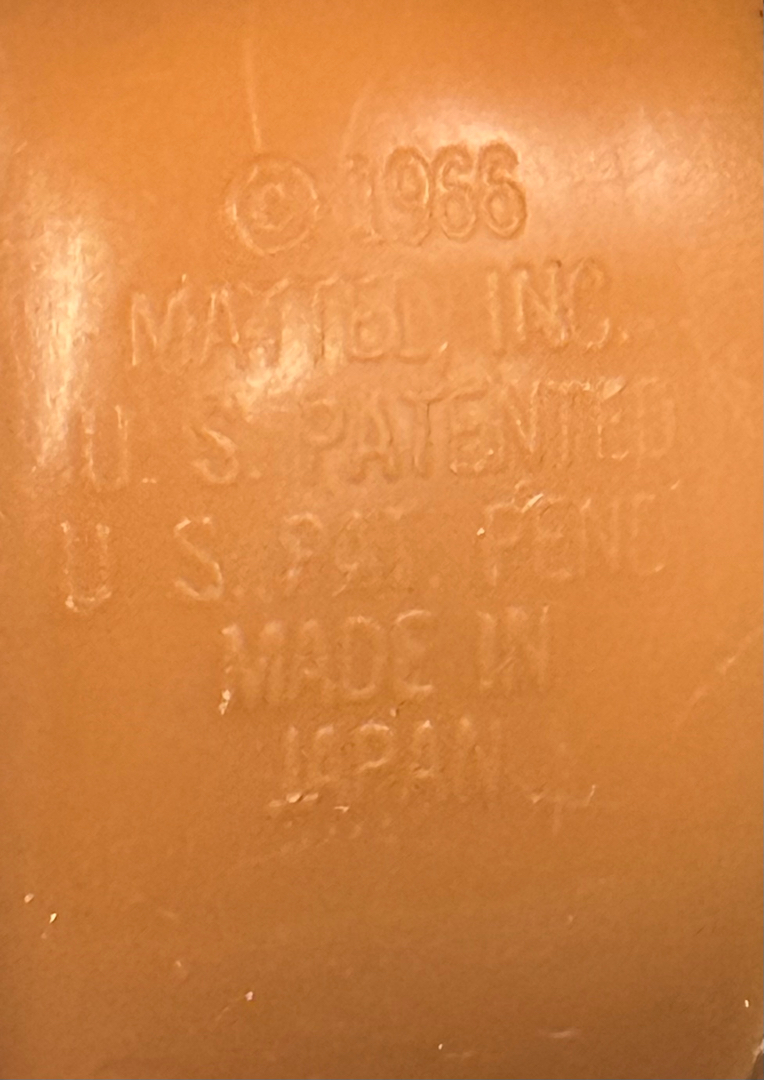 © 1966
MATTEL, INC.
U. S. PATENTED
U. S. PAT. PEND
MADE IN
JAPAN